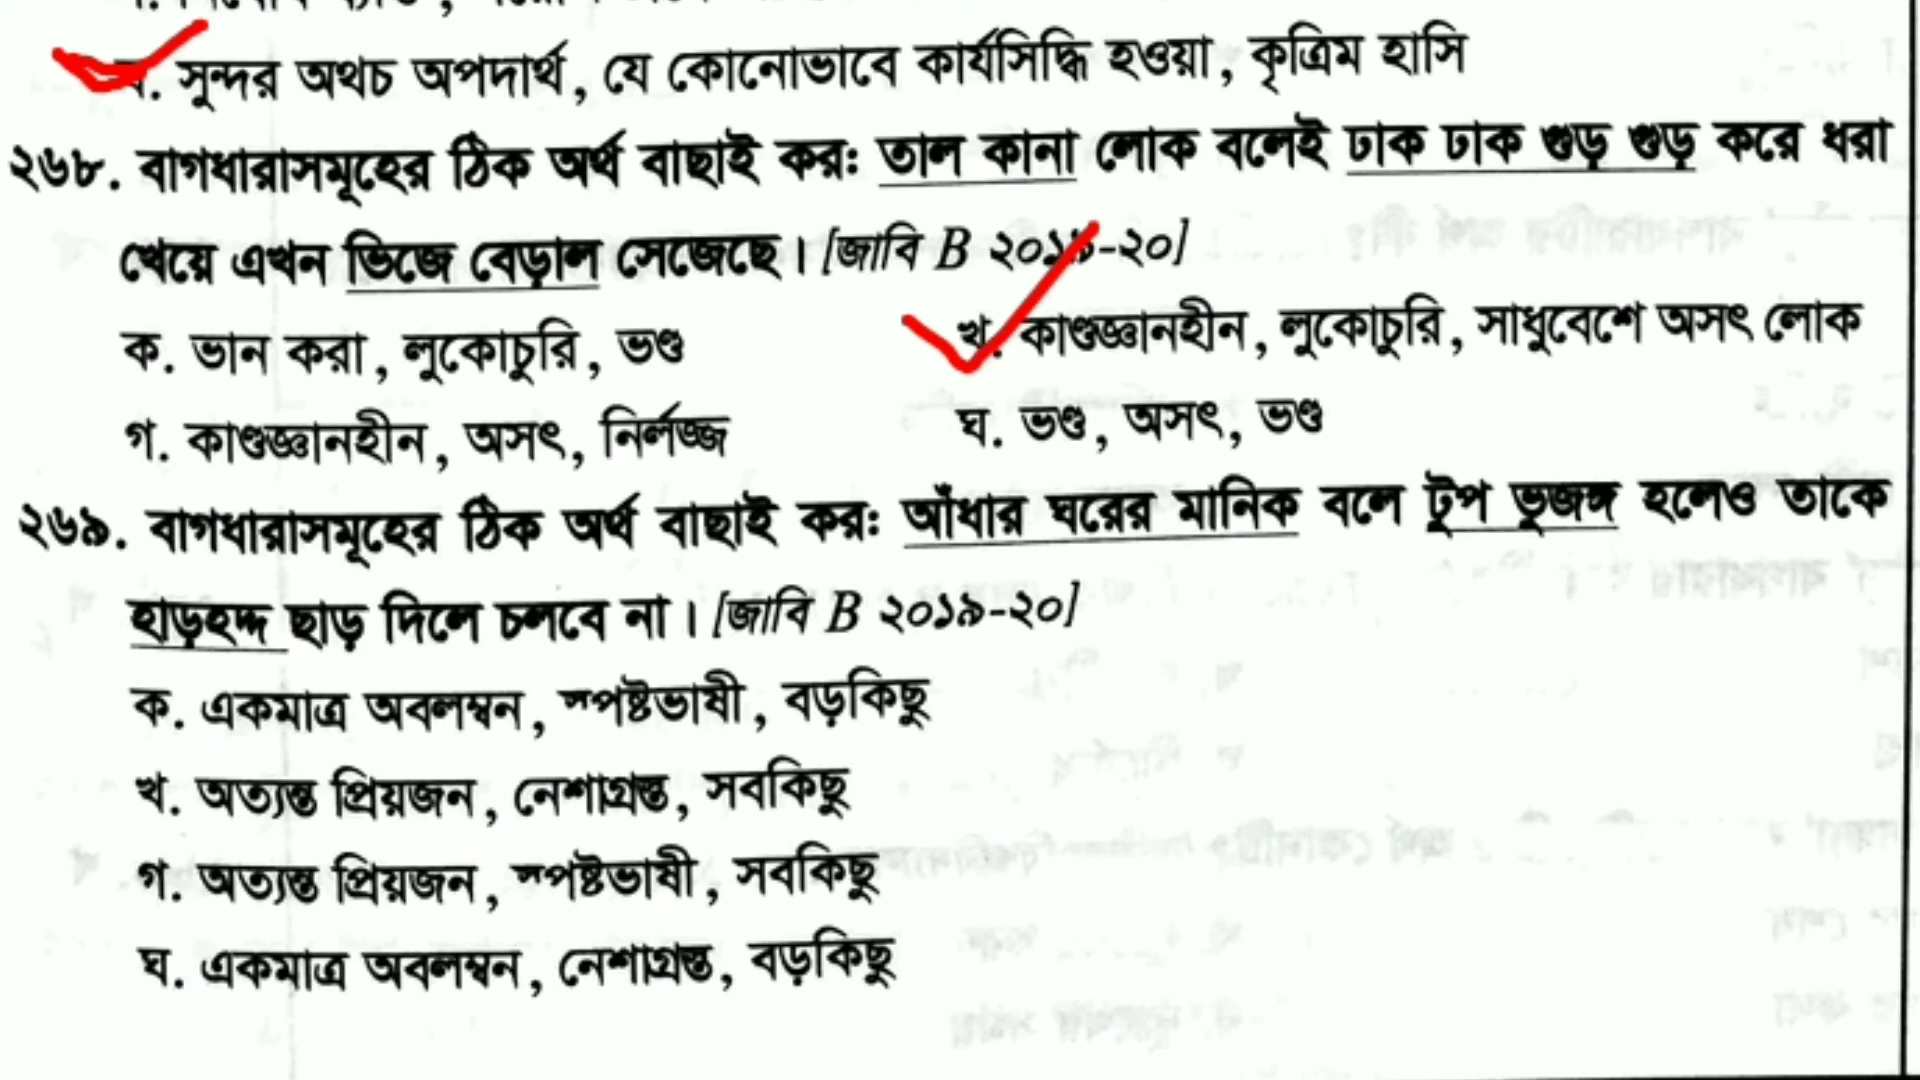 ঘ. সুন্দর অথচ অপদার্থ, যে কোনোভাবে কার্যসিদ্ধি হওয়া, কৃত্রিম হাসি
২৬৮. বাগধারাসমূহের ঠিক অর্থ বাছাই কর: তাল কানা লোক বলেই ঢাক ঢাক গুড় গুড় করে ধরা
খেয়ে এখন ভিজে বেড়াল সেজেছে। [জাবি B ২০১৯-২০]
ক. ভান করা, লুকোচুরি, ভণ্ড
খ. কাণ্ডজ্ঞানহীন, লুকোচুরি, সাধুবেশে অসৎ লোক
গ. কাণ্ডজ্ঞানহীন, অসৎ, নির্লজ্জ
ঘ. ভণ্ড, অসৎ, ভণ্ড
২৬৯. বাগধারাসমূহের ঠিক অর্থ বাছাই কর: আঁধার ঘরের মানিক বলে টুপ ভুজঙ্গ হলেও তাকে
হাড়হদ্দ ছাড় দিলে চলবে না। [জাবি B ২০১৯-২০]
ক. একমাত্র অবলম্বন, স্পষ্টভাষী, বড়কিছু
খ. অত্যন্ত প্রিয়জন, নেশাগ্রস্ত, সবকিছু
গ. অত্যন্ত প্রিয়জন, স্পষ্টভাষী, সবকিছু
ঘ. একমাত্র অবলম্বন, নেশাগ্রস্ত, বড়কিছু